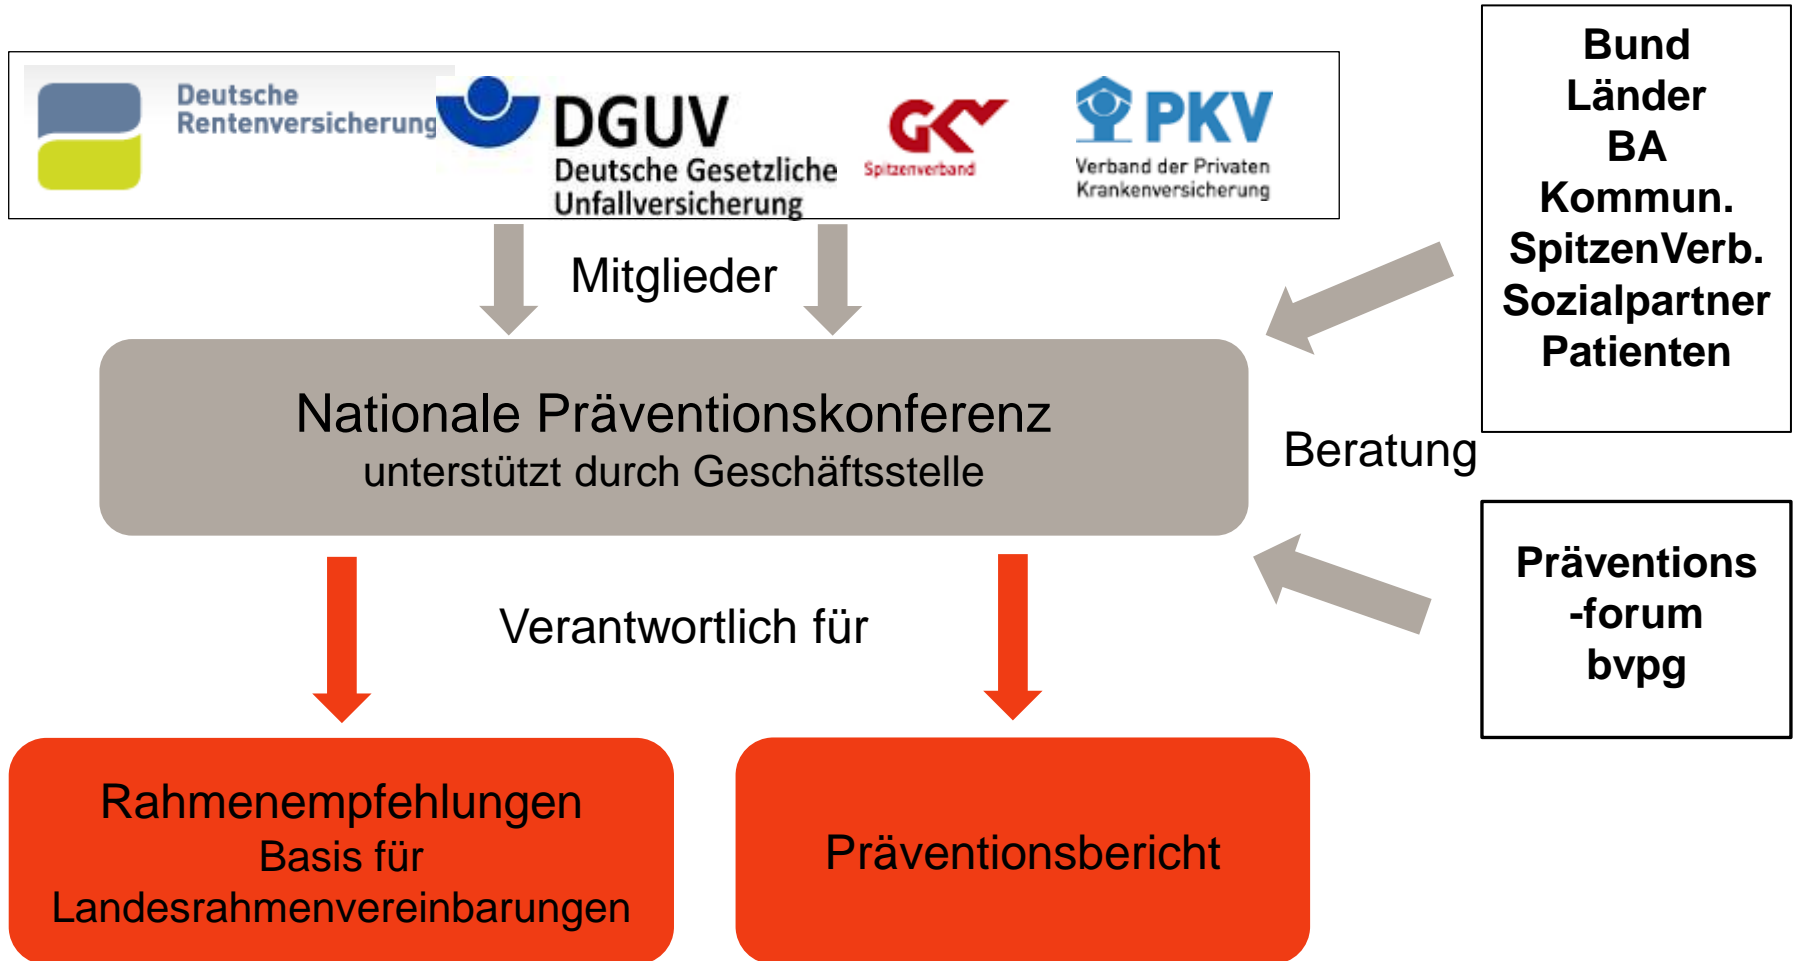 Deutsche
Rentenversicherung
DGUV
Deutsche Gesetzliche
Unfallversicherung
GKV
Spitzenverband
PKV
Verband der Privaten
Krankenversicherung
Bund
Länder
BA
Kommun.
SpitzenVerb.
Sozialpartner
Patienten
Mitglieder
Nationale Präventionskonferenz
unterstützt durch Geschäftsstelle
Beratung
Präventions
-forum
bvpg
Verantwortlich für
Rahmenempfehlungen
Basis für
Landesrahmenvereinbarungen
Präventionsbericht